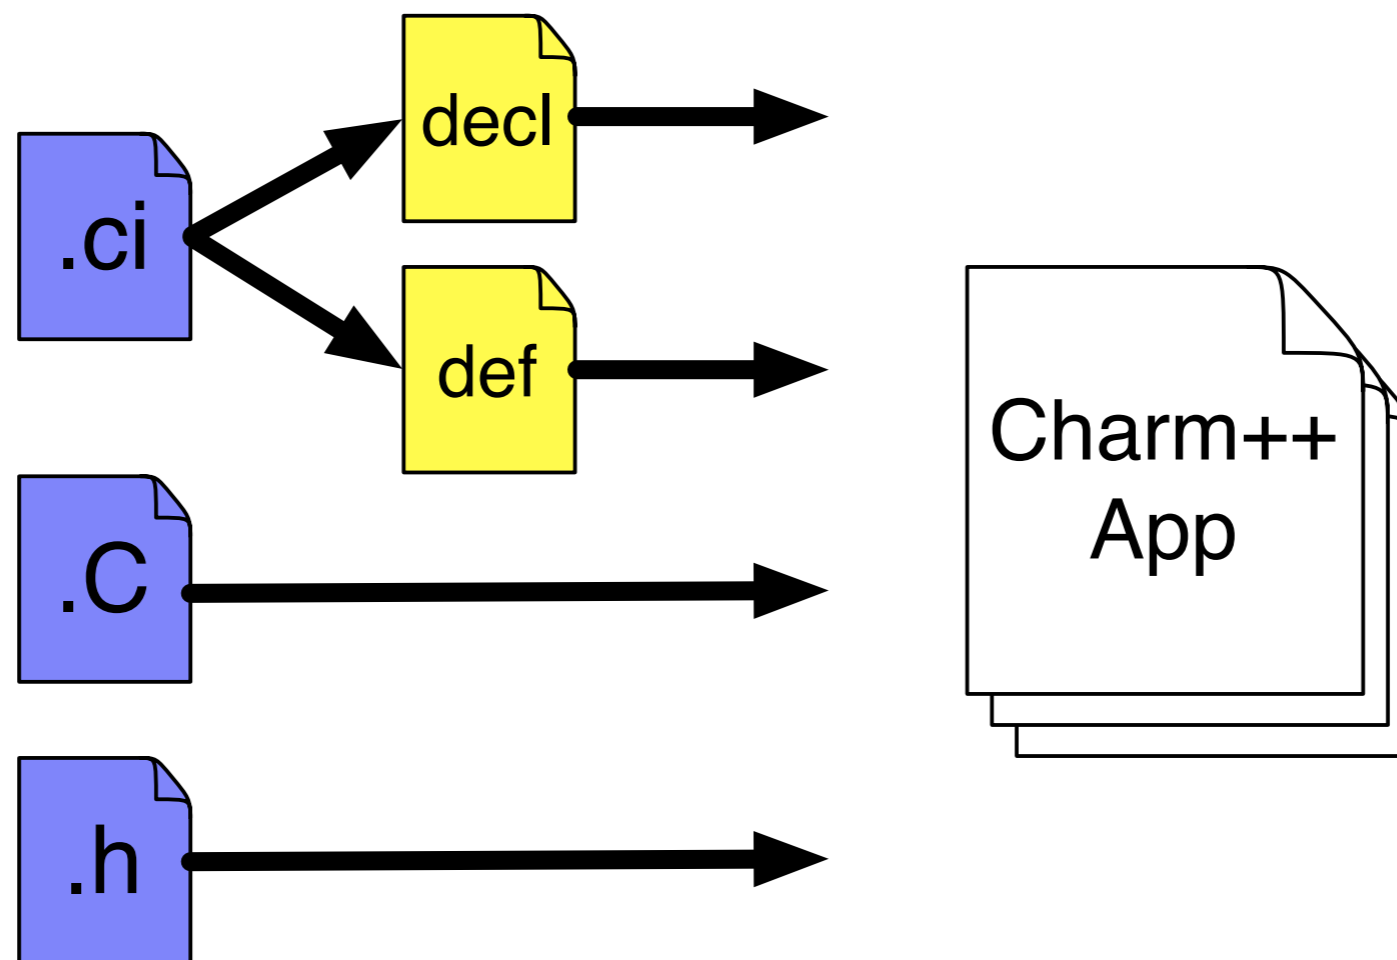 decl
.ci
def
Charm++
App
.C
.h